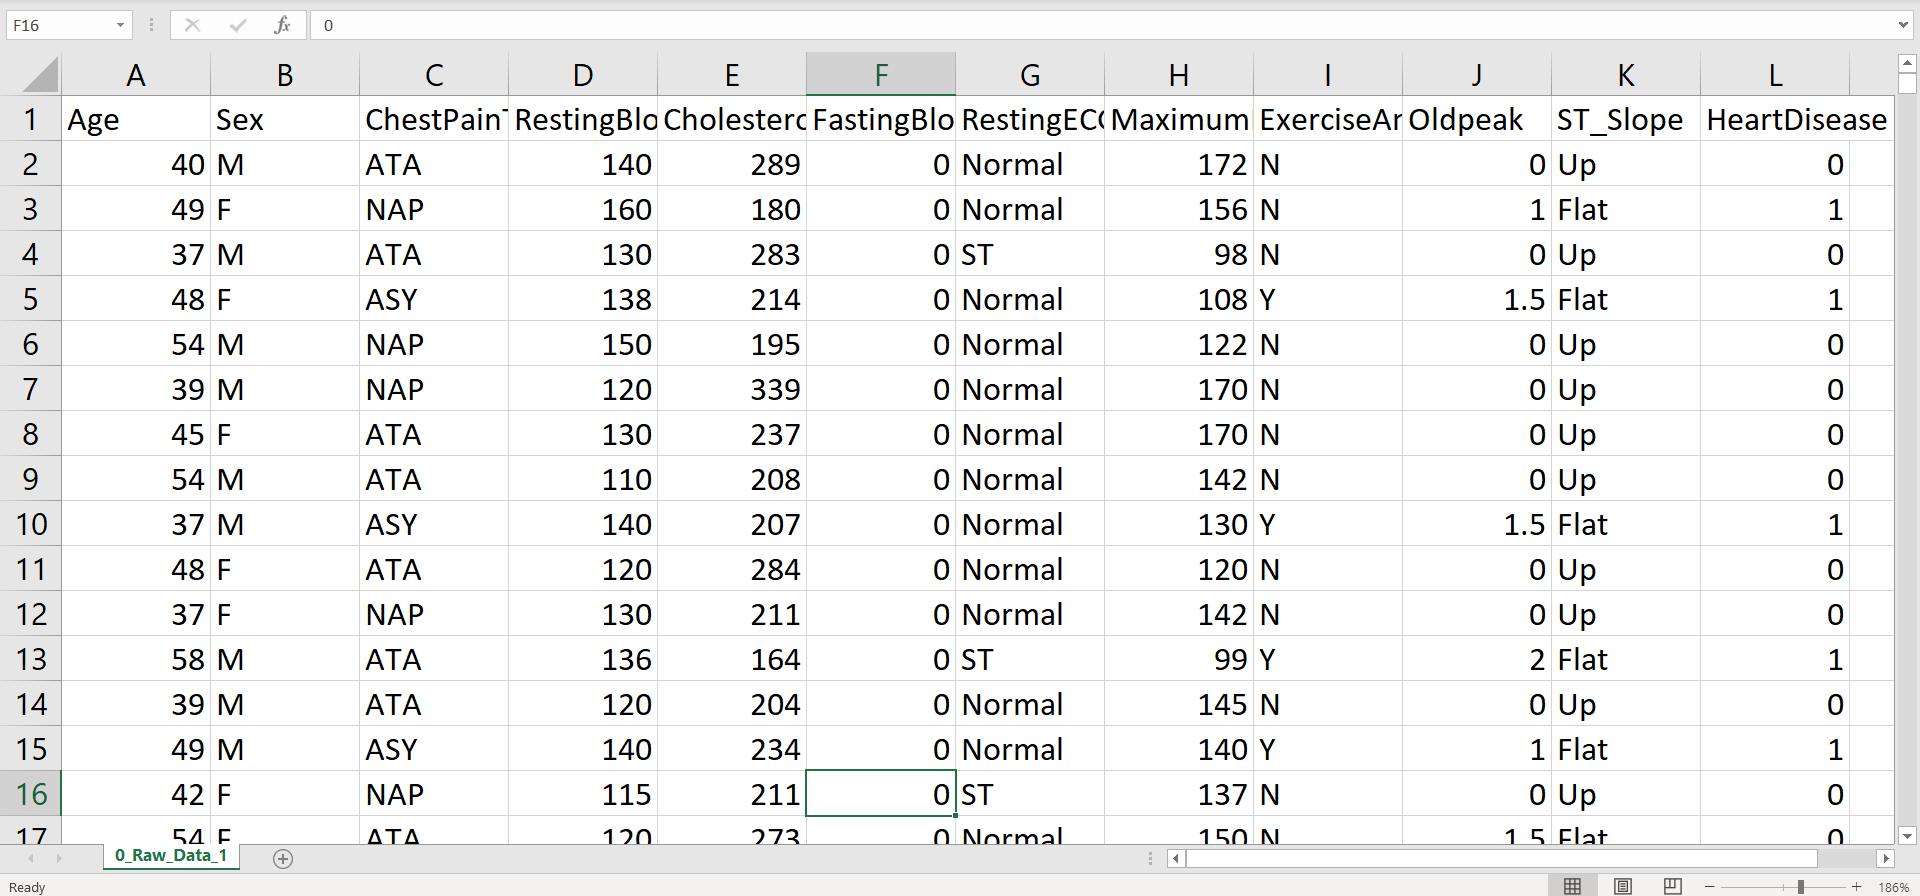 F16 fx 0
A B C D E F G H I J K L
1 Age Sex ChestPainT RestingBlo Cholestero FastingBlo RestingECG Maximum ExerciseAn Oldpeak ST_Slope HeartDisease
2 40 M ATA 140 289 0 Normal 172 N 0 Up 0
3 49 F NAP 160 180 0 Normal 156 N 1 Flat 1
4 37 M ATA 130 283 0 ST 98 N 0 Up 0
5 48 F ASY 138 214 0 Normal 108 Y 1.5 Flat 1
6 54 M NAP 150 195 0 Normal 122 N 0 Up 0
7 39 M NAP 120 339 0 Normal 170 N 0 Up 0
8 45 F ATA 130 237 0 Normal 170 N 0 Up 0
9 54 M ATA 110 208 0 Normal 142 N 0 Up 0
10 37 M ASY 140 207 0 Normal 130 Y 1.5 Flat 1
11 48 F ATA 120 284 0 Normal 120 N 0 Up 0
12 37 F NAP 130 211 0 Normal 142 N 0 Up 0
13 58 M ATA 136 164 0 ST 99 Y 2 Flat 1
14 39 M ATA 120 204 0 Normal 145 N 0 Up 0
15 49 M ASY 140 234 0 Normal 140 Y 1 Flat 1
16 42 F NAP 115 211 0 ST 137 N 0 Up 0
17 54 F ATA 120 273 0 Normal 150 N 1.5 Flat 0
0_Raw_Data_1
Ready 186%